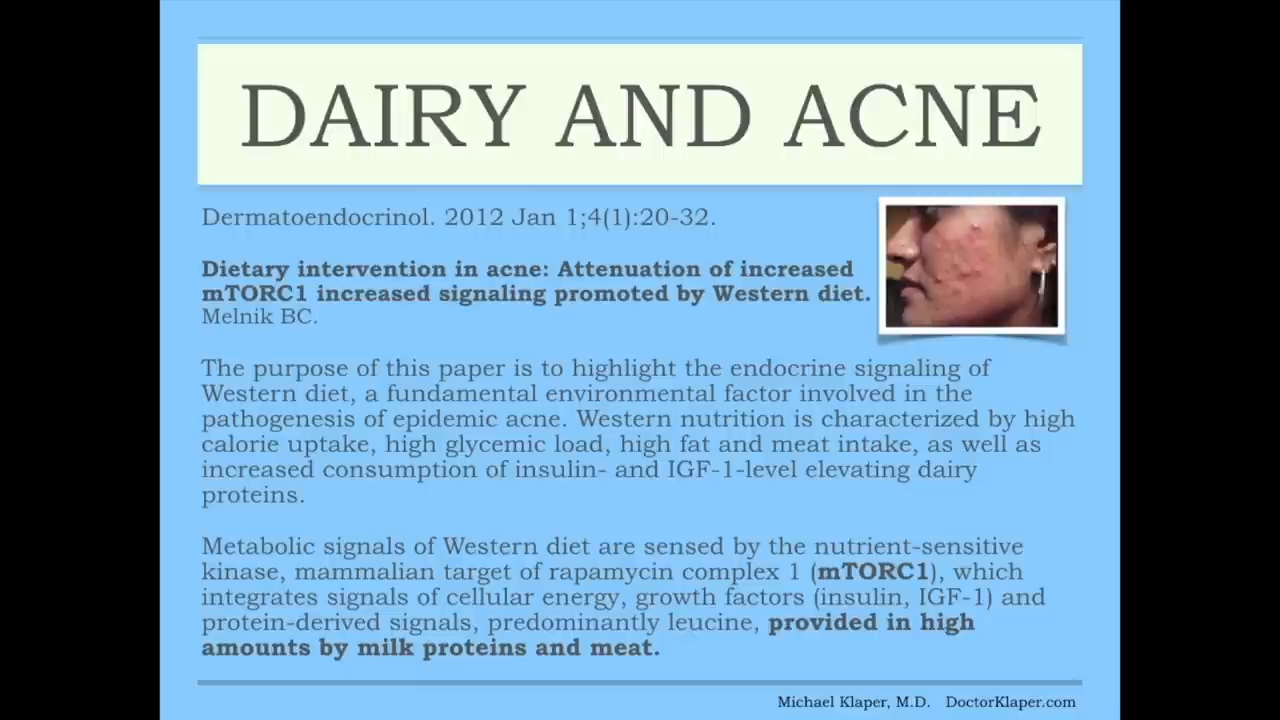 DAIRY AND ACNE
Dermatoendocrinol. 2012 Jan 1;4(1):20-32.
Dietary intervention in acne: Attenuation of increased
mTORC1 increased signaling promoted by Western diet.
Melnik BC.
The purpose of this paper is to highlight the endocrine signaling of
Western diet, a fundamental environmental factor involved in the
pathogenesis of epidemic acne. Western nutrition is characterized by high
calorie uptake, high glycemic load, high fat and meat intake, as well as
increased consumption of insulin- and IGF-1-level elevating dairy
proteins.
Metabolic signals of Western diet are sensed by the nutrient-sensitive
kinase, mammalian target of rapamycin complex 1 (mTORC1), which
integrates signals of cellular energy, growth factors (insulin, IGF-1) and
protein-derived signals, predominantly leucine, provided in high
amounts by milk proteins and meat.
Michael Klaper, M.D. DoctorKlaper.com